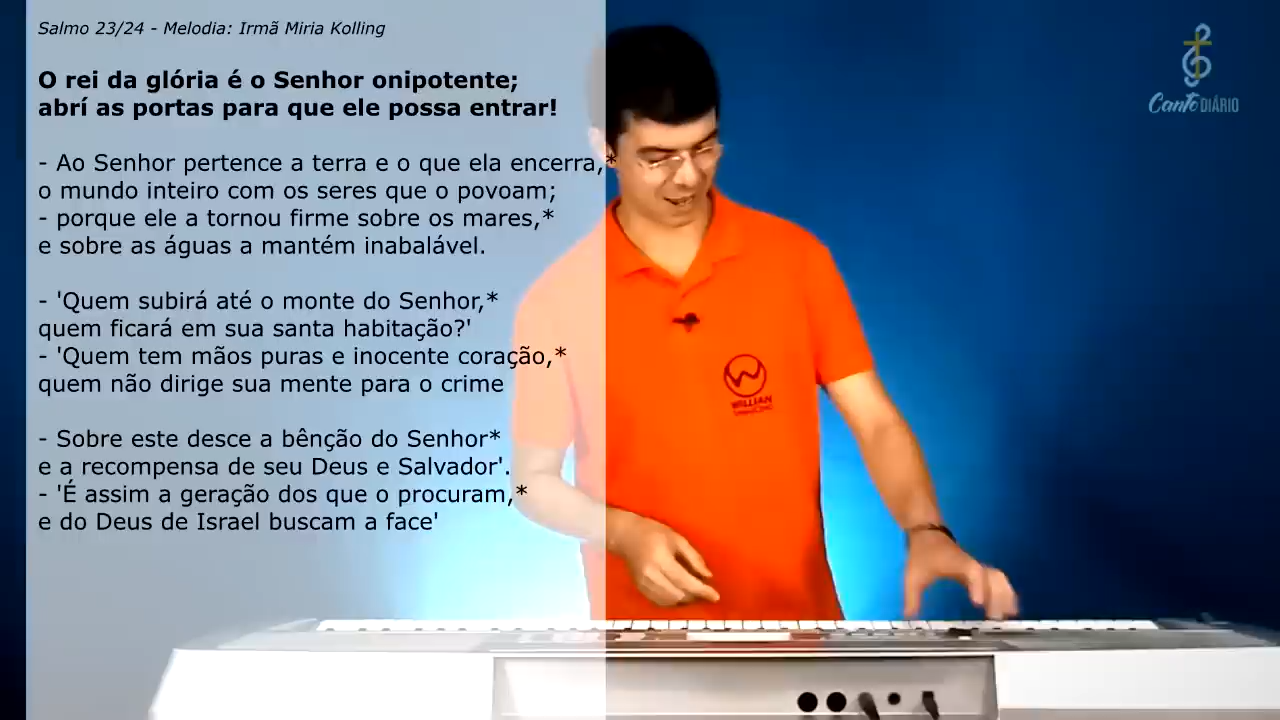 Salmo 23/24 - Melodia: Irmã Miria Kolling
O rei da glória é o Senhor onipotente;
abrí as portas para que ele possa entrar!
- Ao Senhor pertence a terra e o que ela encerra,*
o mundo inteiro com os seres que o povoam;
- porque ele a tornou firme sobre os mares,*
e sobre as águas a mantém inabalável.
- 'Quem subirá até o monte do Senhor,*
quem ficará em sua santa habitação?'
- 'Quem tem mãos puras e inocente coração,*
quem não dirige sua mente para o crime
- Sobre este desce a bênção do Senhor*
e a recompensa de seu Deus e Salvador'.
- 'É assim a geração dos que o procuram,*
e do Deus de Israel buscam a face'
Canto DIÁRIO
WILLIAN